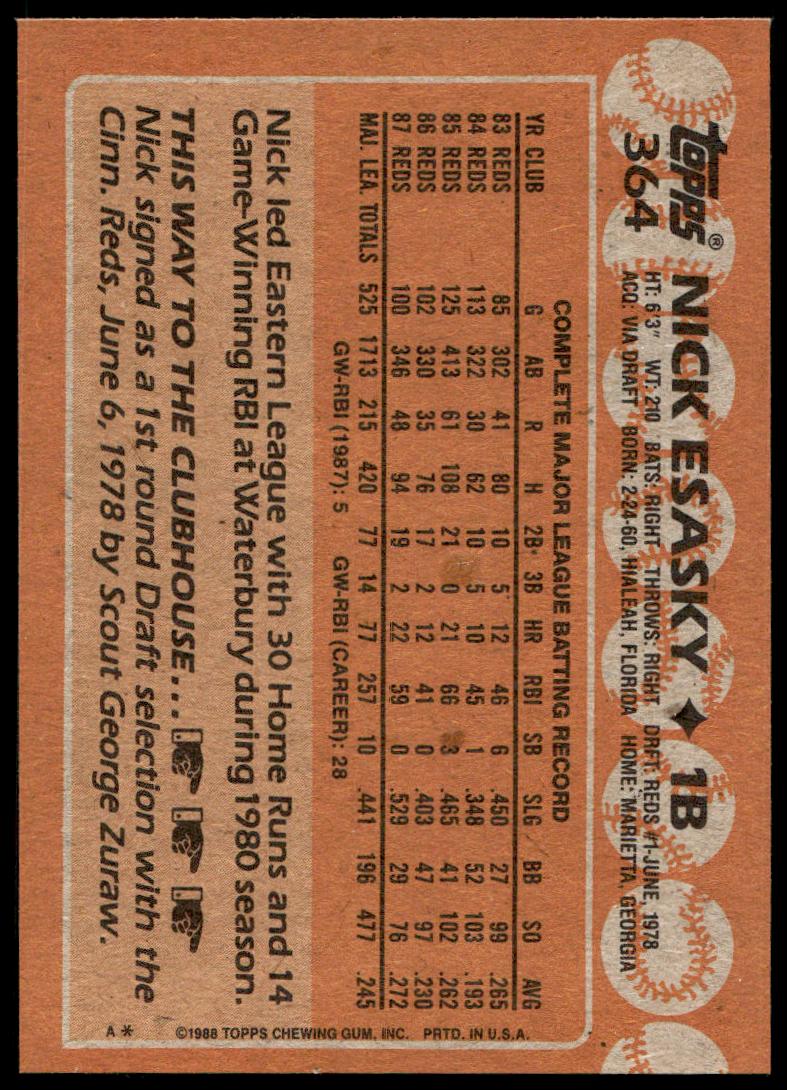 topps® NICK ESASKY ♦ 1B
364 HT: 6'3" WT: 210 BATS: RIGHT THROWS: RIGHT DRFT: REDS #1-JUNE, 1978
ACQ: VIA DRAFT BORN: 2-24-60, HIALEAH, FLORIDA HOME: MARIETTA, GEORGIA
COMPLETE MAJOR LEAGUE BATTING RECORD
YR CLUB G AB R H 2B 3B HR RBI SB SLG BB SO AVG
83 REDS 85 302 41 80 10 5 12 46 6 .450 27 99 .265
84 REDS 113 322 30 62 10 5 10 45 1 .348 52 103 .193
85 REDS 125 413 61 108 21 0 21 66 3 .465 41 102 .262
86 REDS 102 330 35 76 17 2 12 41 0 .403 47 97 .230
87 REDS 100 346 48 94 19 2 22 59 0 .529 29 76 .272
MAJ. LEA. TOTALS 525 1713 215 420 77 14 77 257 10 .441 196 477 .245
GW-RBI (1987): 5 GW-RBI (CAREER): 28
Nick led Eastern League with 30 Home Runs and 14
Game-Winning RBI at Waterbury during 1980 season.
THIS WAY TO THE CLUBHOUSE...
Nick signed as a 1st round Draft selection with the
Cinn. Reds, June 6, 1978 by Scout George Zuraw.
A* ©1988 TOPPS CHEWING GUM, INC. PRTD. IN U.S.A.